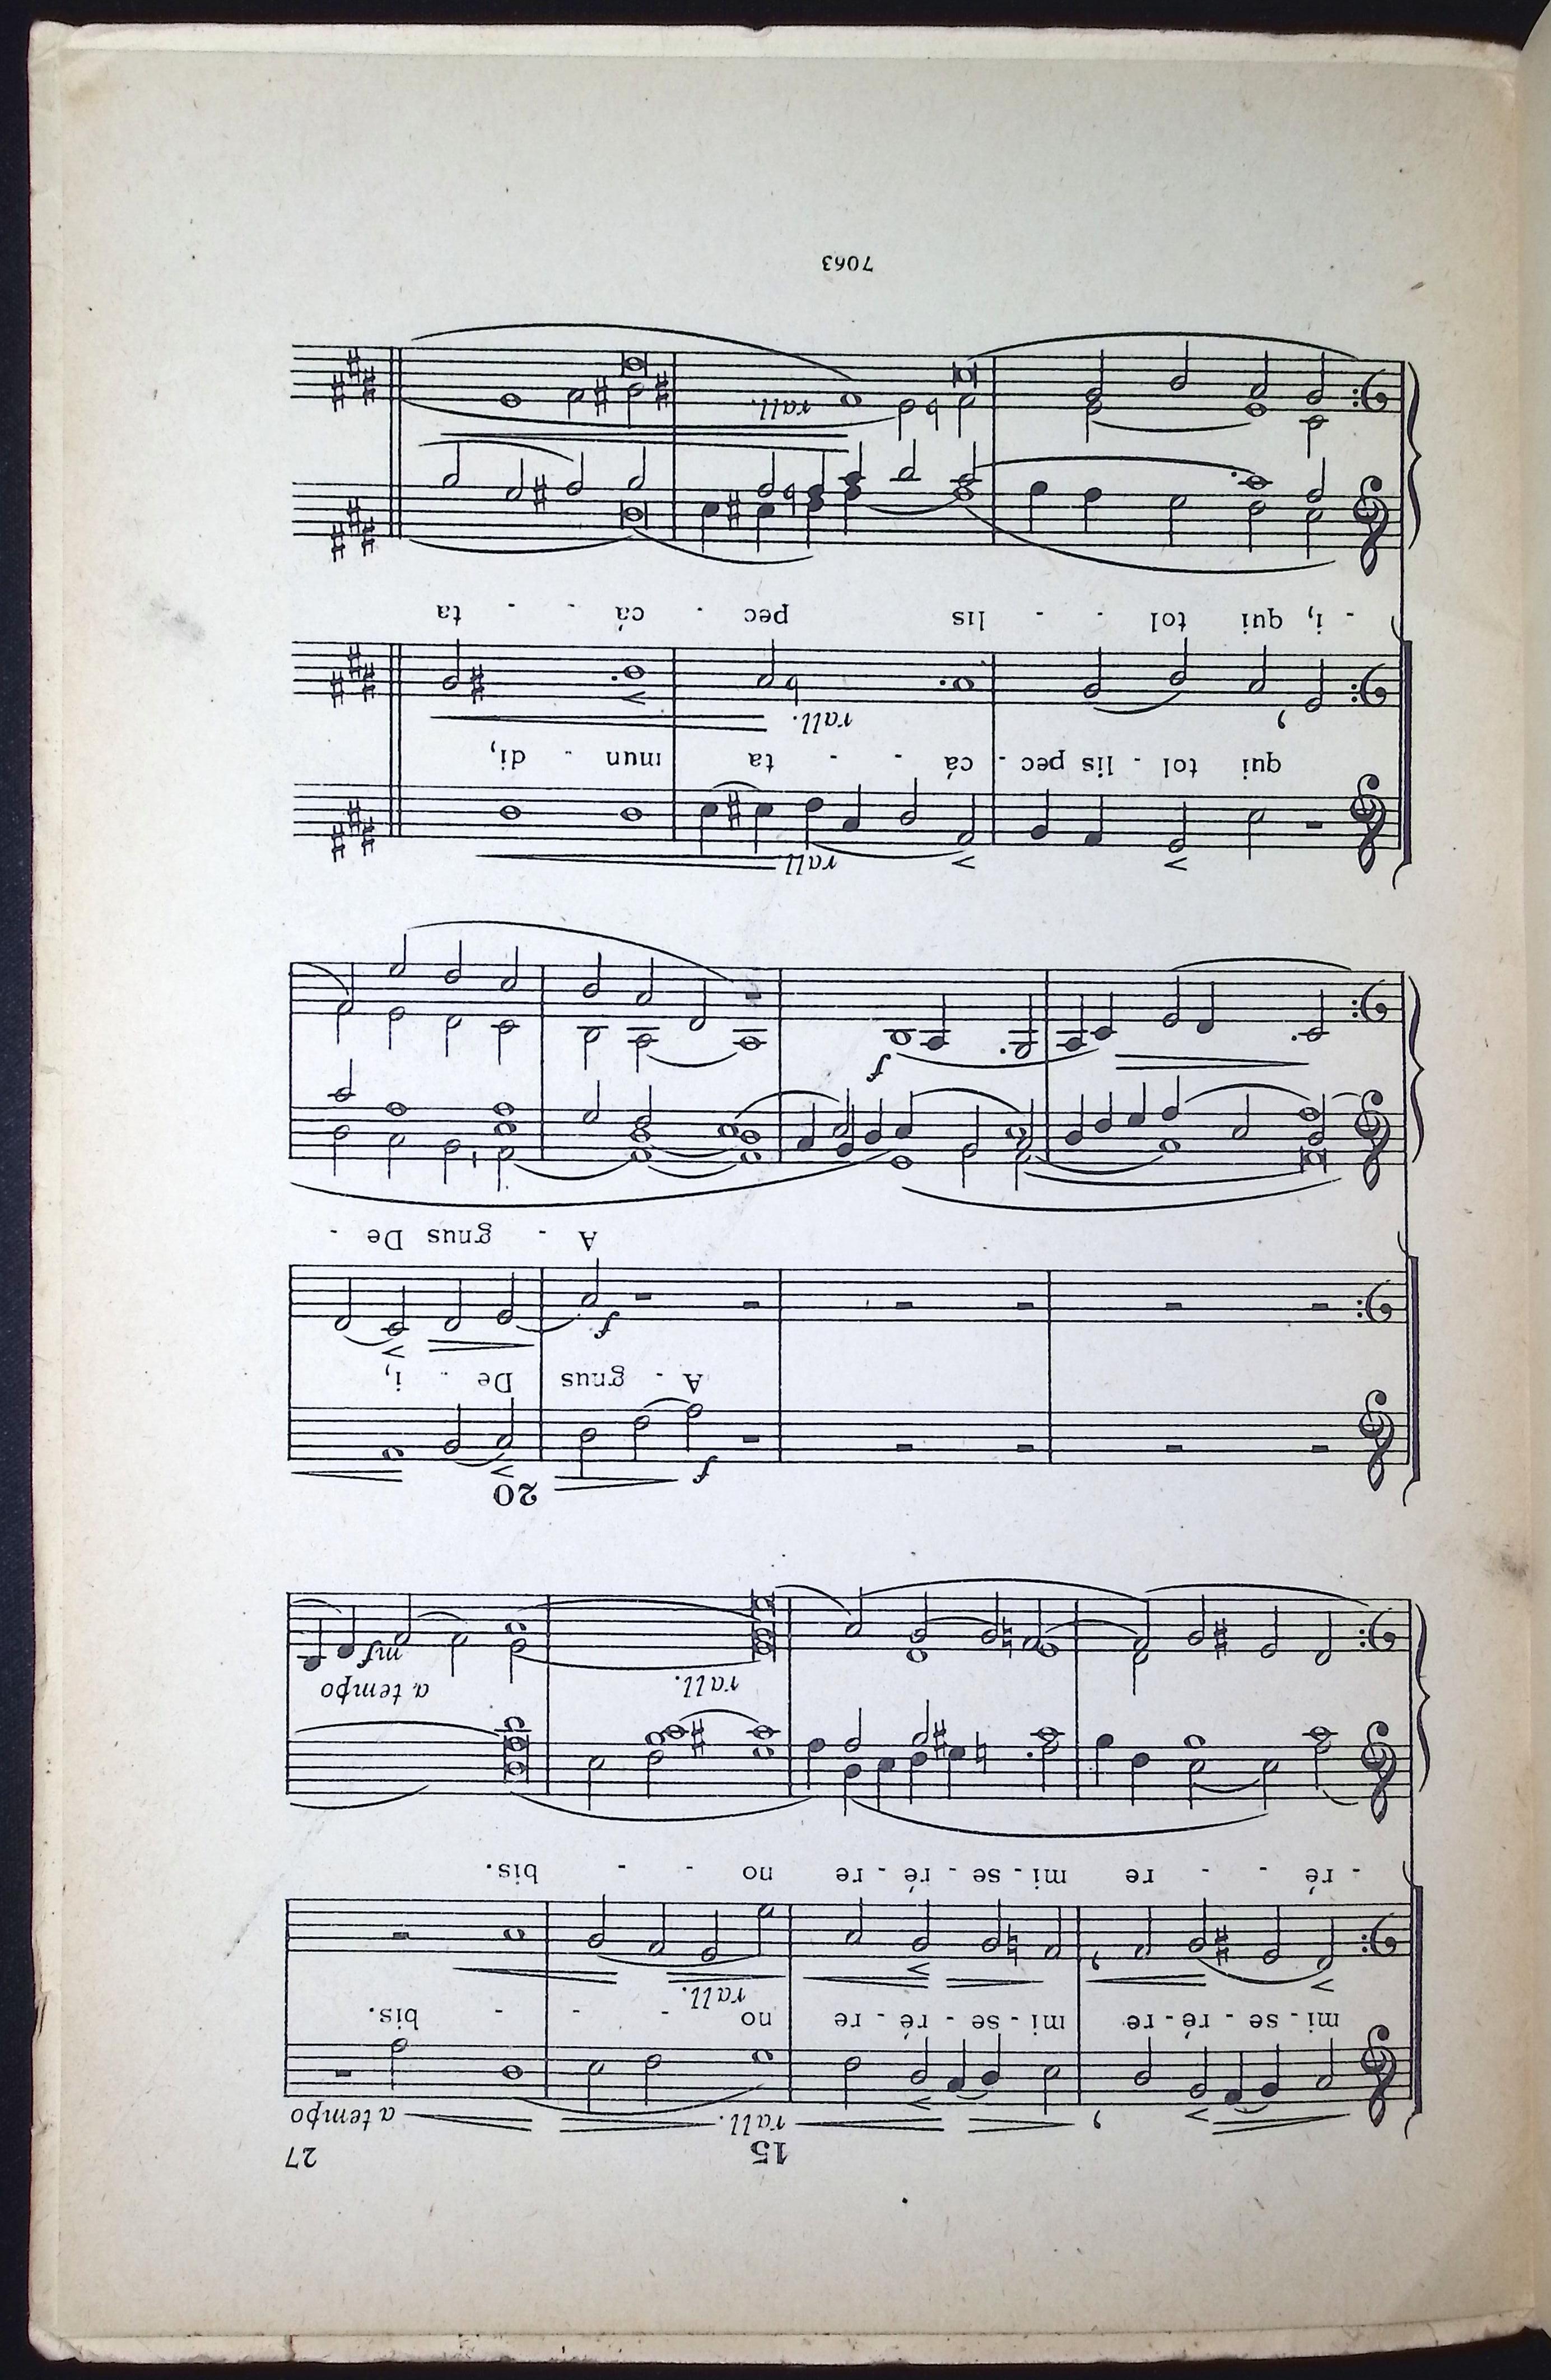 27
15
rall. a tempo
mi - se - ré - re mi - se - ré - re no - - - bis.
rall.
- ré - - re mi - se - ré - re no - - bis.
rall. a tempo
mf
20
f
A - gnus De - i,
f
A - gnus De -
f
rall.
qui tol - lis pec - cá - - ta mun - di,
rall.
- i, qui tol - - lis pec - cá - - ta
rall.
7063